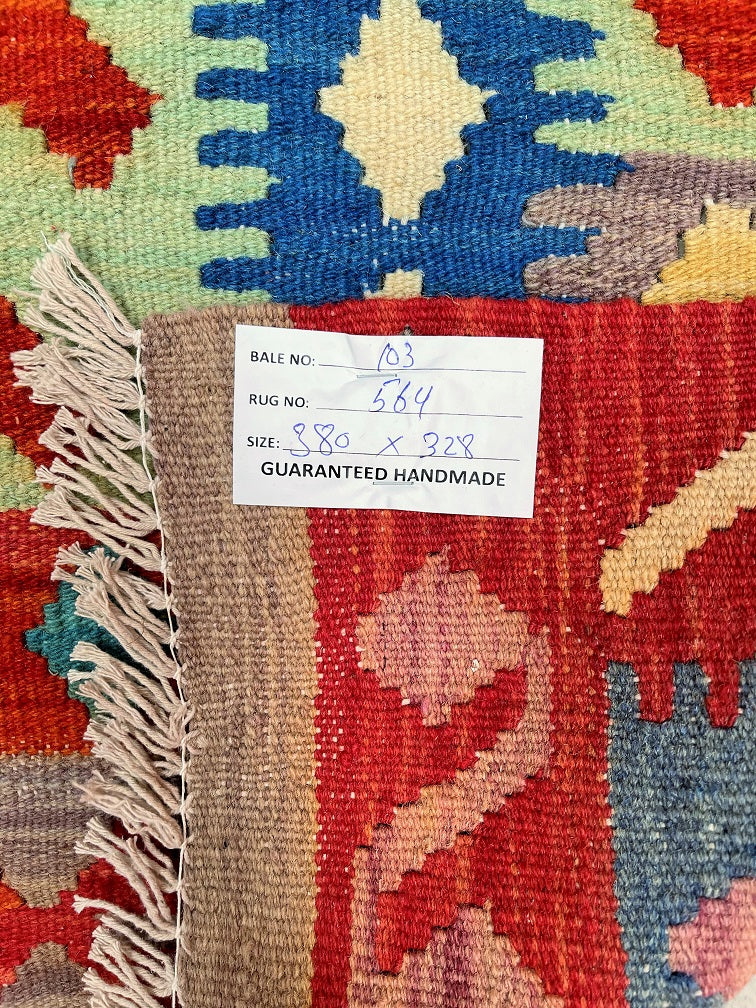 BALE NO: 103
RUG NO: 564
SIZE: 380 x 328
GUARANTEED HANDMADE